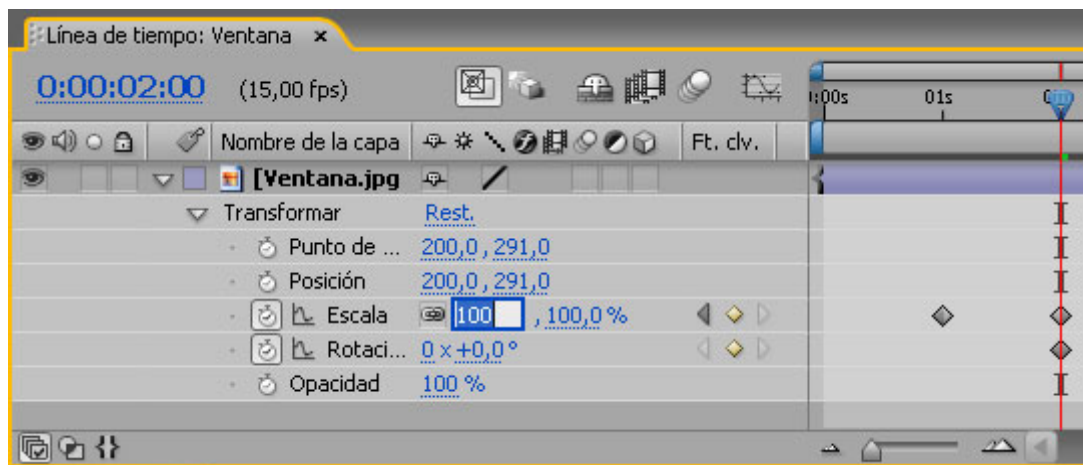 Línea de tiempo: Ventana x
0:00:02:00 (15,00 fps)
01s
Nombre de la capa Ft. clv.
[Ventana.jpg
Transformar Rest.
Punto de ... 200,0 , 291,0
Posición 200,0 , 291,0
Escala 100 , 100,0 %
Rotaci... 0 x +0,0 °
Opacidad 100 %